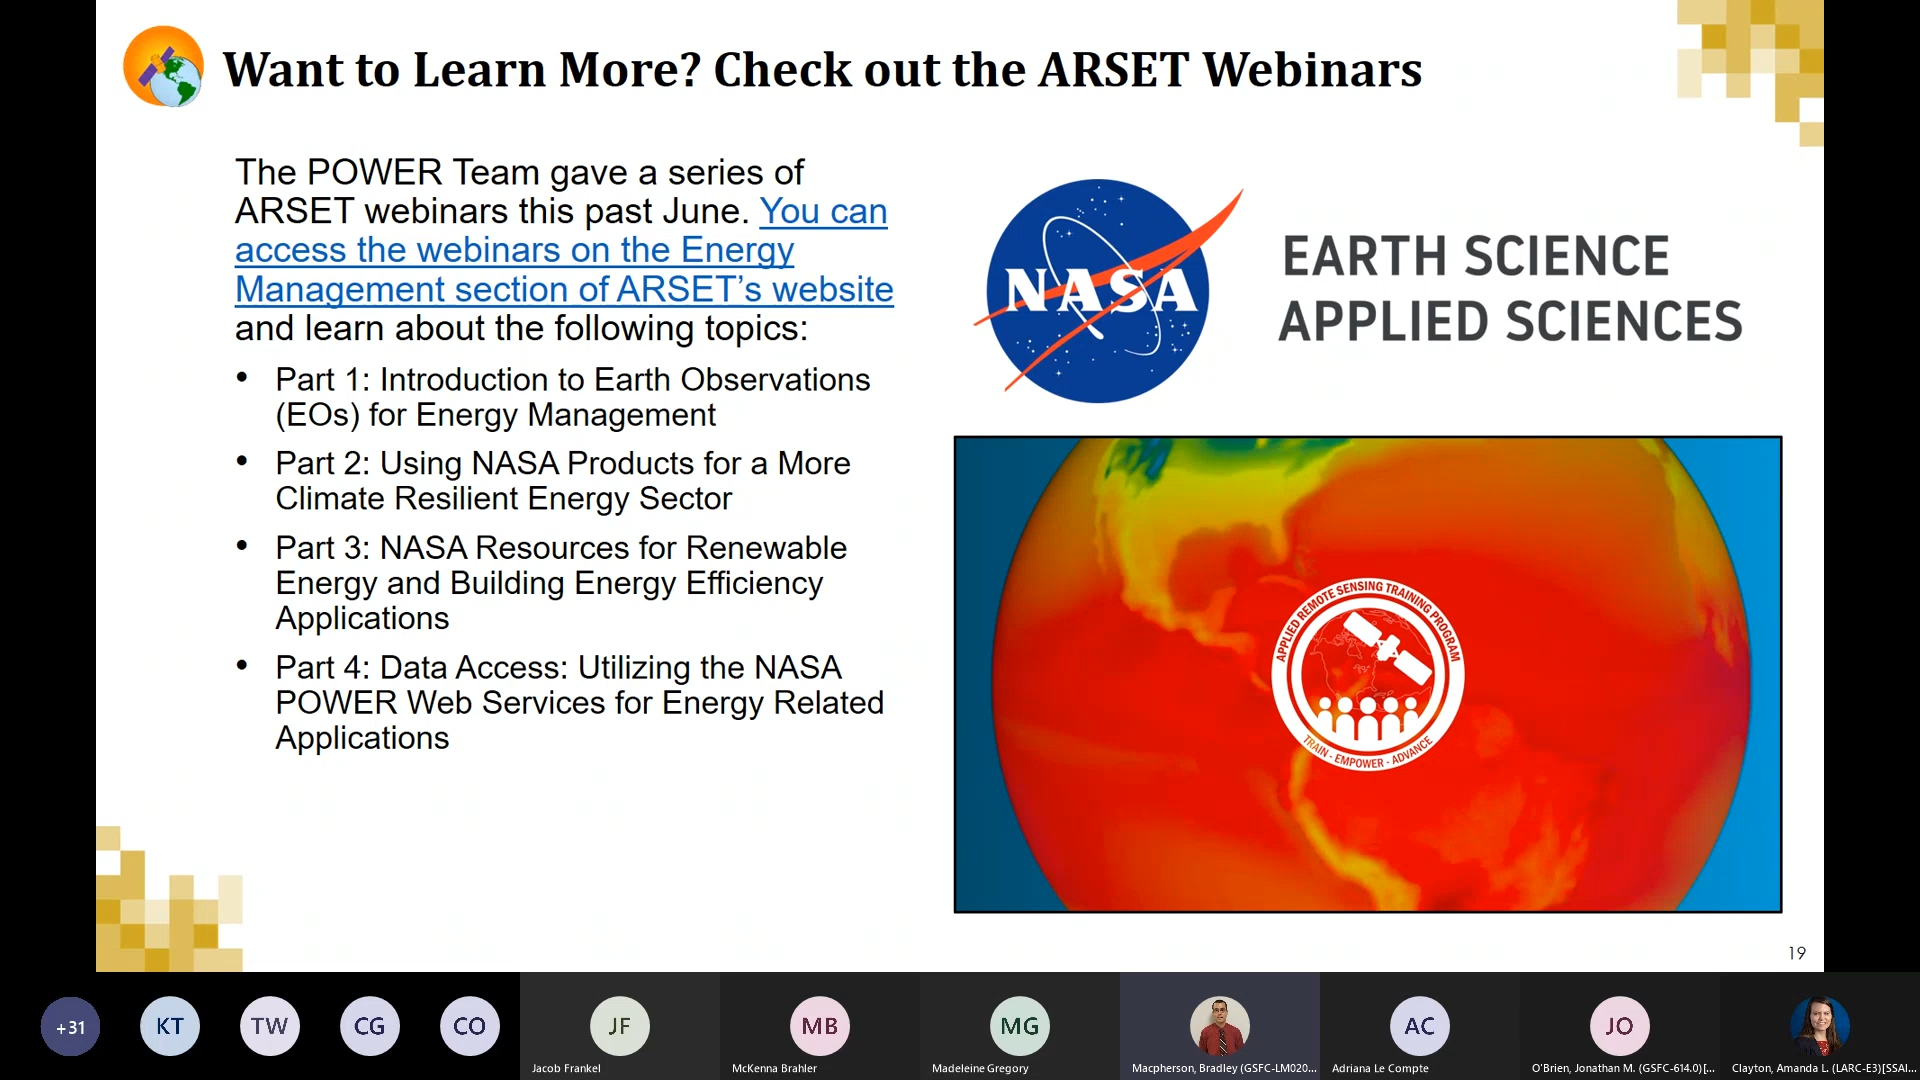 Want to Learn More? Check out the ARSET Webinars
The POWER Team gave a series of
ARSET webinars this past June. You can
access the webinars on the Energy
Management section of ARSET’s website
and learn about the following topics:
• Part 1: Introduction to Earth Observations
(EOs) for Energy Management
• Part 2: Using NASA Products for a More
Climate Resilient Energy Sector
• Part 3: NASA Resources for Renewable
Energy and Building Energy Efficiency
Applications
• Part 4: Data Access: Utilizing the NASA
POWER Web Services for Energy Related
Applications
NASA
EARTH SCIENCE
APPLIED SCIENCES
APPLIED REMOTE SENSING TRAINING PROGRAM
TRAIN - EMPOWER - ADVANCE
19
+31
KT
TW
CG
CO
JF
MB
MG
AC
JO
Jacob Frankel
McKenna Brahler
Madeleine Gregory
Macpherson, Bradley (GSFC-LM020...
Adriana Le Compte
O'Brien, Jonathan M. (GSFC-614.0)[...
Clayton, Amanda L. (LARC-E3)[SSAI...